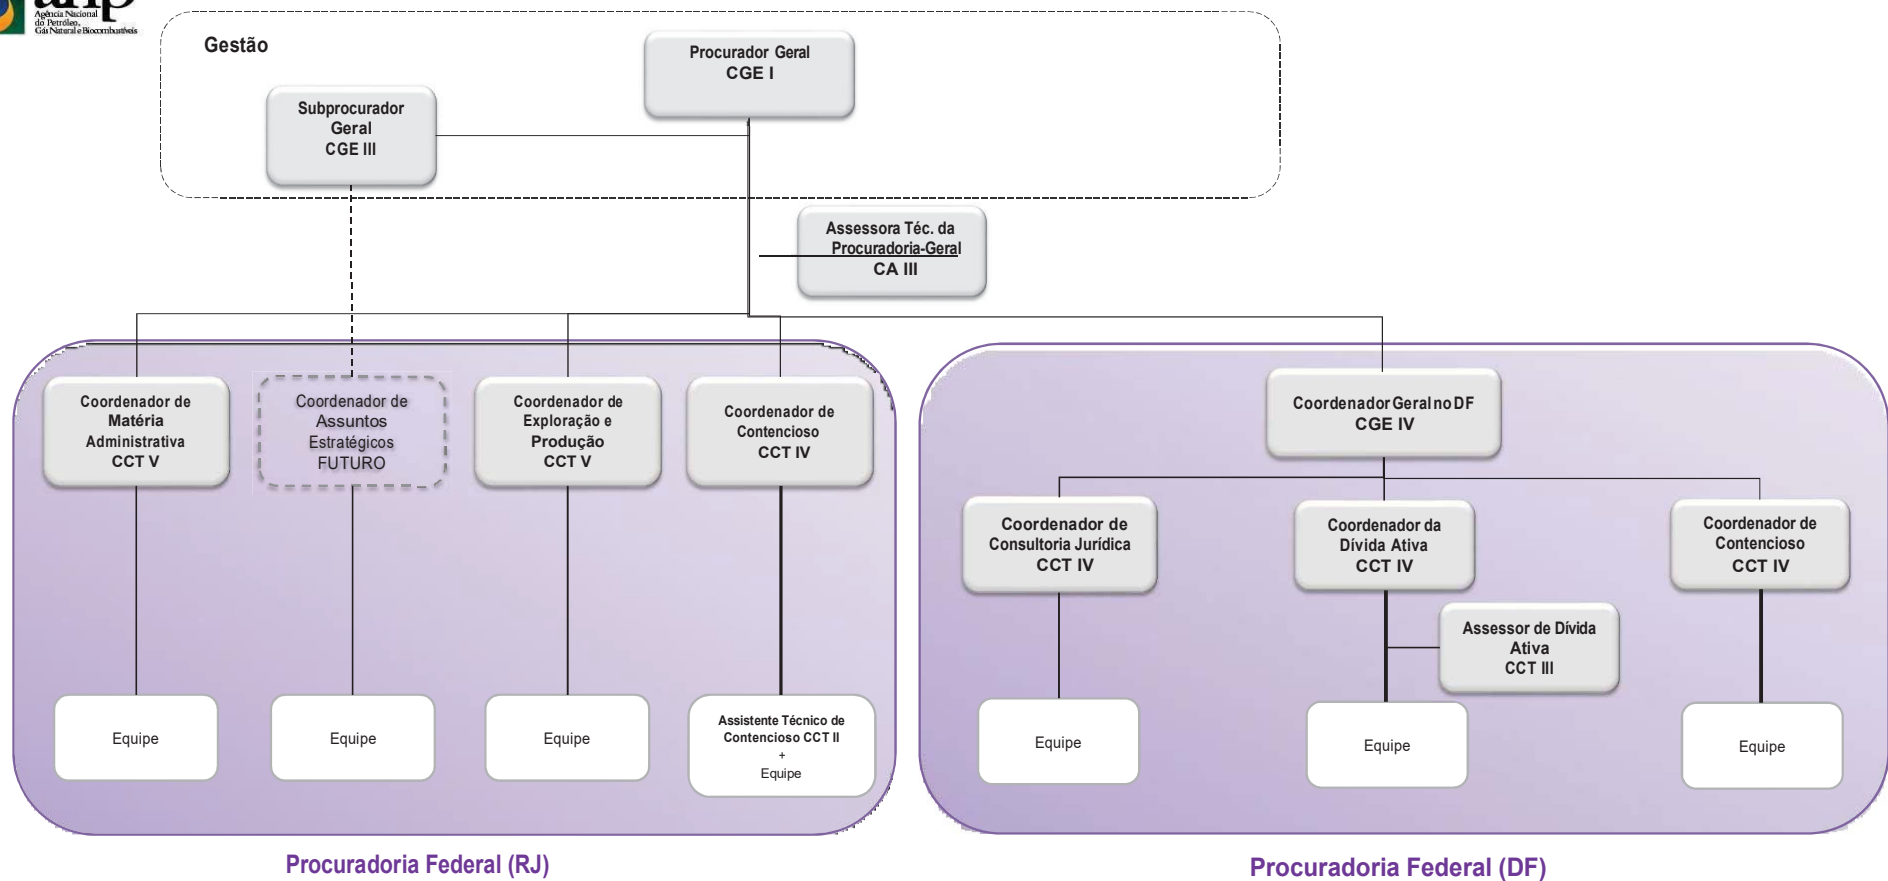 anp
Agência Nacional
do Petróleo,
Gás Natural e Biocombustíveis
Gestão
Procurador Geral
CGE I
Subprocurador
Geral
CGE III
Assessora Téc. da
Procuradoria-Geral
CA III
Coordenador de
Matéria
Administrativa
CCT V
Coordenador de
Assuntos
Estratégicos
FUTURO
Coordenador de
Exploração e
Produção
CCT V
Coordenador de
Contencioso
CCT IV
Equipe
Equipe
Equipe
Assistente Técnico de
Contencioso CCT II
+
Equipe
Procuradoria Federal (RJ)
Coordenador Geral no DF
CGE IV
Coordenador de
Consultoria Jurídica
CCT IV
Coordenador da
Dívida Ativa
CCT IV
Coordenador de
Contencioso
CCT IV
Assessor de Dívida
Ativa
CCT III
Equipe
Equipe
Equipe
Procuradoria Federal (DF)